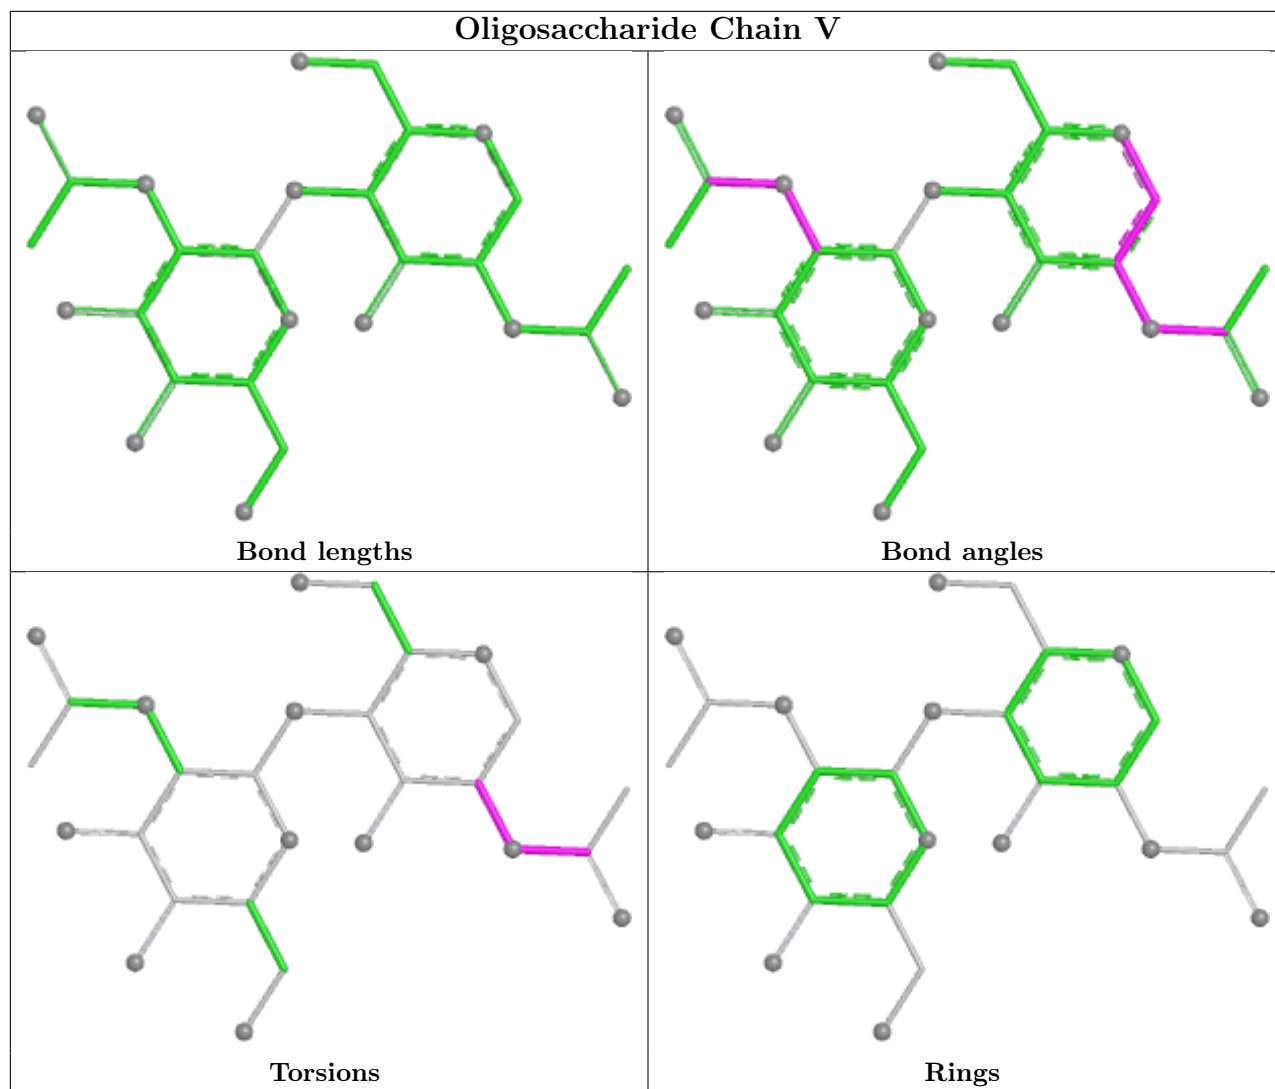 Oligosaccharide Chain V
Bond lengths
Bond angles
Torsions
Rings